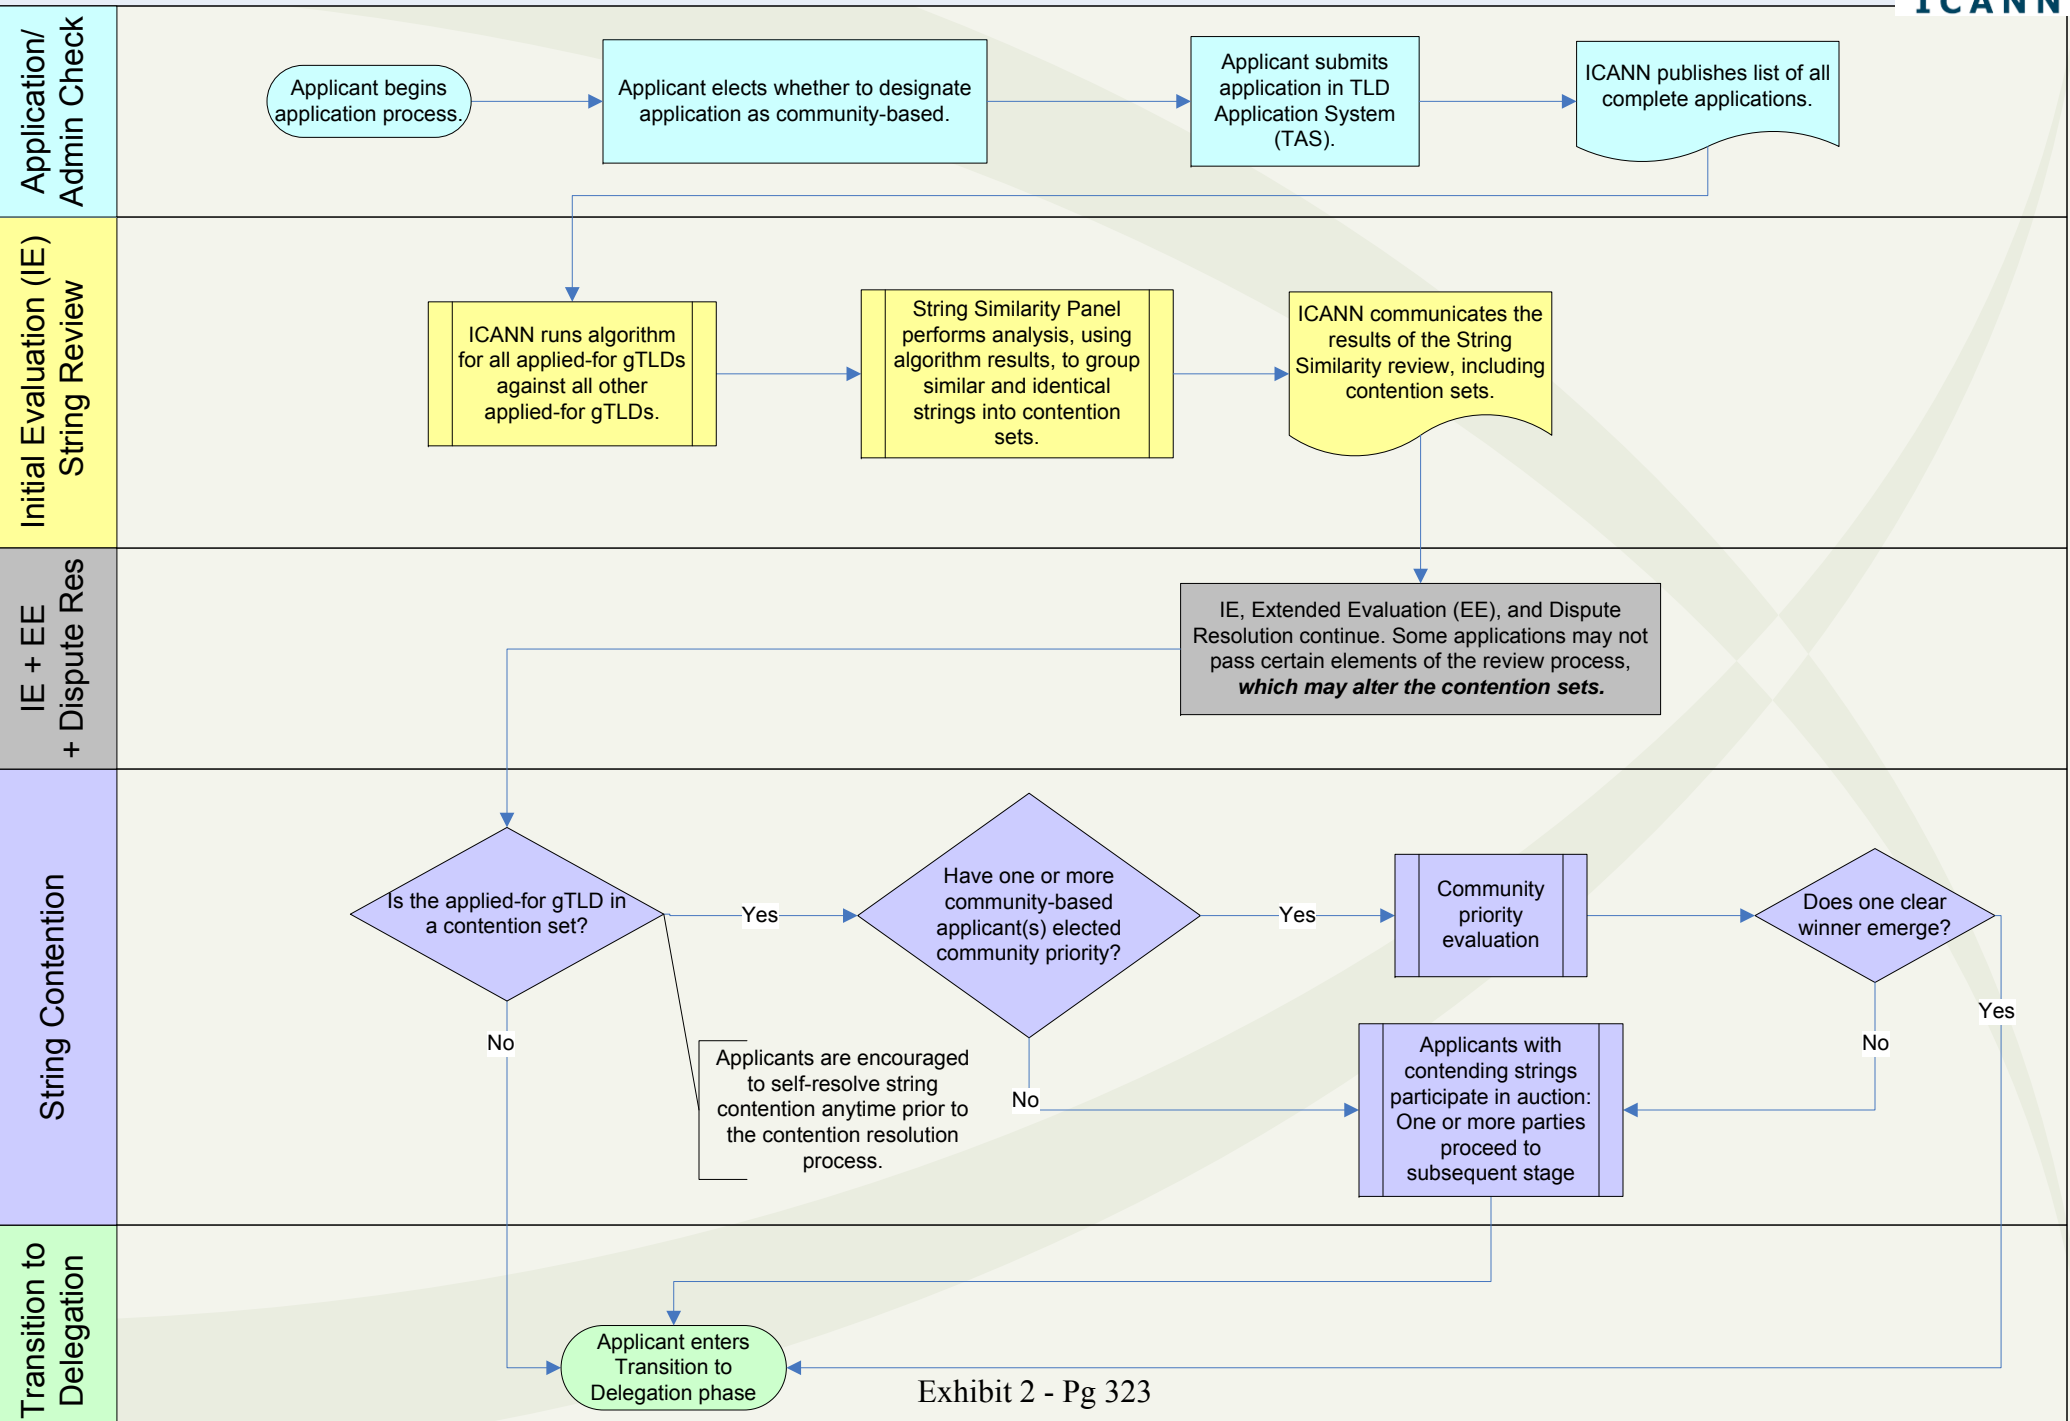 ICANN
Application/
Admin Check
Applicant begins
application process.
Applicant elects whether to designate
application as community-based.
Applicant submits
application in TLD
Application System
(TAS).
ICANN publishes list of all
complete applications.
Initial Evaluation (IE)
String Review
ICANN runs algorithm
for all applied-for gTLDs
against all other
applied-for gTLDs.
String Similarity Panel
performs analysis, using
algorithm results, to group
similar and identical
strings into contention
sets.
ICANN communicates the
results of the String
Similarity review, including
contention sets.
IE + EE
+ Dispute Res
IE, Extended Evaluation (EE), and Dispute
Resolution continue. Some applications may not
pass certain elements of the review process,
which may alter the contention sets.
String Contention
Is the applied-for gTLD in
a contention set?
Yes
Have one or more
community-based
applicant(s) elected
community priority?
Yes
Community
priority
evaluation
Does one clear
winner emerge?
Yes
No
No
No
Applicants are encouraged
to self-resolve string
contention anytime prior to
the contention resolution
process.
Applicants with
contending strings
participate in auction:
One or more parties
proceed to
subsequent stage
Transition to
Delegation
Applicant enters
Transition to
Delegation phase
Exhibit 2 - Pg 323